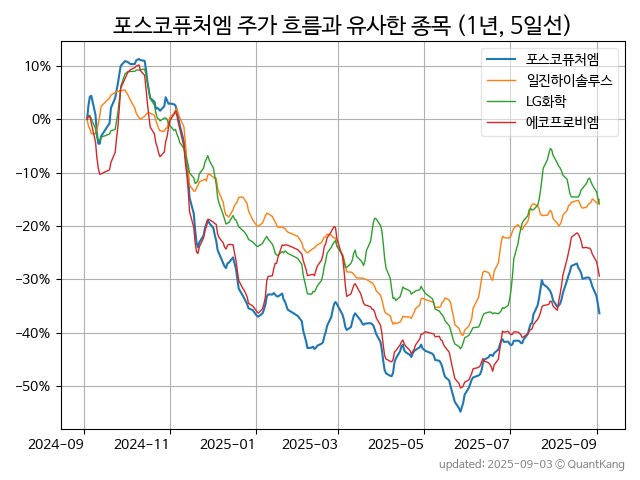 포스코퓨처엠 주가 흐름과 유사한 종목 (1년, 5일선)
포스코퓨처엠
일진하이솔루스
LG화학
에코프로비엠
10%
0%
−10%
−20%
−30%
−40%
−50%
2024-09 2024-11 2025-01 2025-03 2025-05 2025-07 2025-09
updated: 2025-09-03 © QuantKang